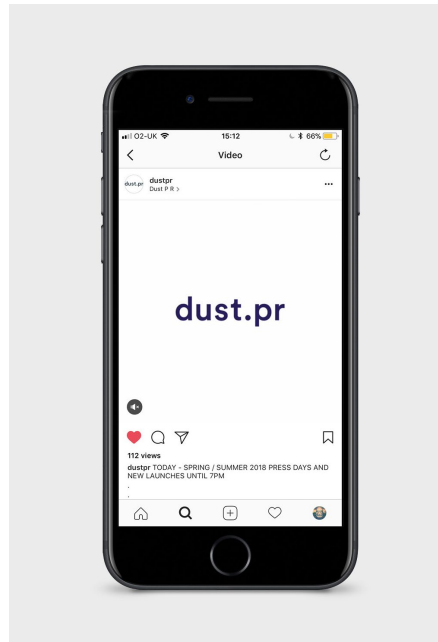 O2-UK 15:12 66%
Video
dust.pr
dustpr
Dust P R >
dust.pr
112 views
dustpr TODAY - SPRING / SUMMER 2018 PRESS DAYS AND
NEW LAUNCHES UNTIL 7PM
.
.